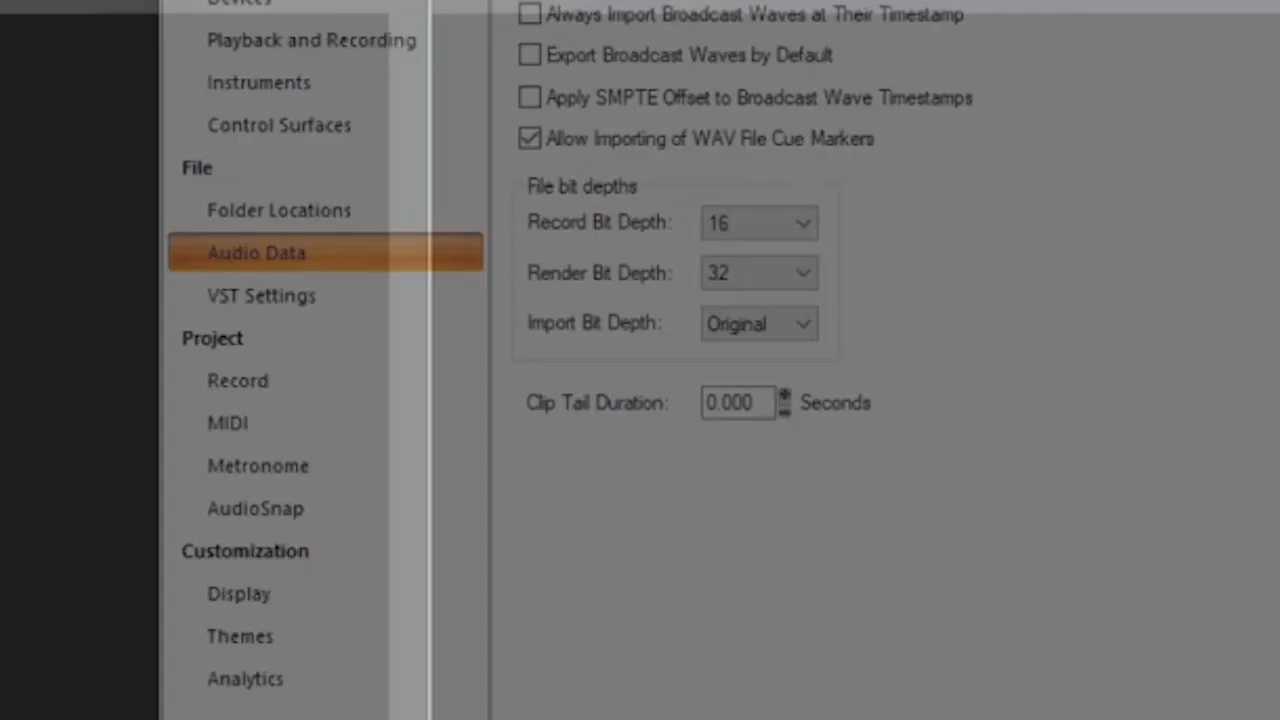 Devices
Playback and Recording
Instruments
Control Surfaces
File
Folder Locations
Audio Data
VST Settings
Project
Record
MIDI
Metronome
AudioSnap
Customization
Display
Themes
Analytics
Always Import Broadcast Waves at Their Timestamp
Export Broadcast Waves by Default
Apply SMPTE Offset to Broadcast Wave Timestamps
Allow Importing of WAV File Cue Markers
File bit depths
Record Bit Depth: 16
Render Bit Depth: 32
Import Bit Depth: Original
Clip Tail Duration: 0.000 Seconds